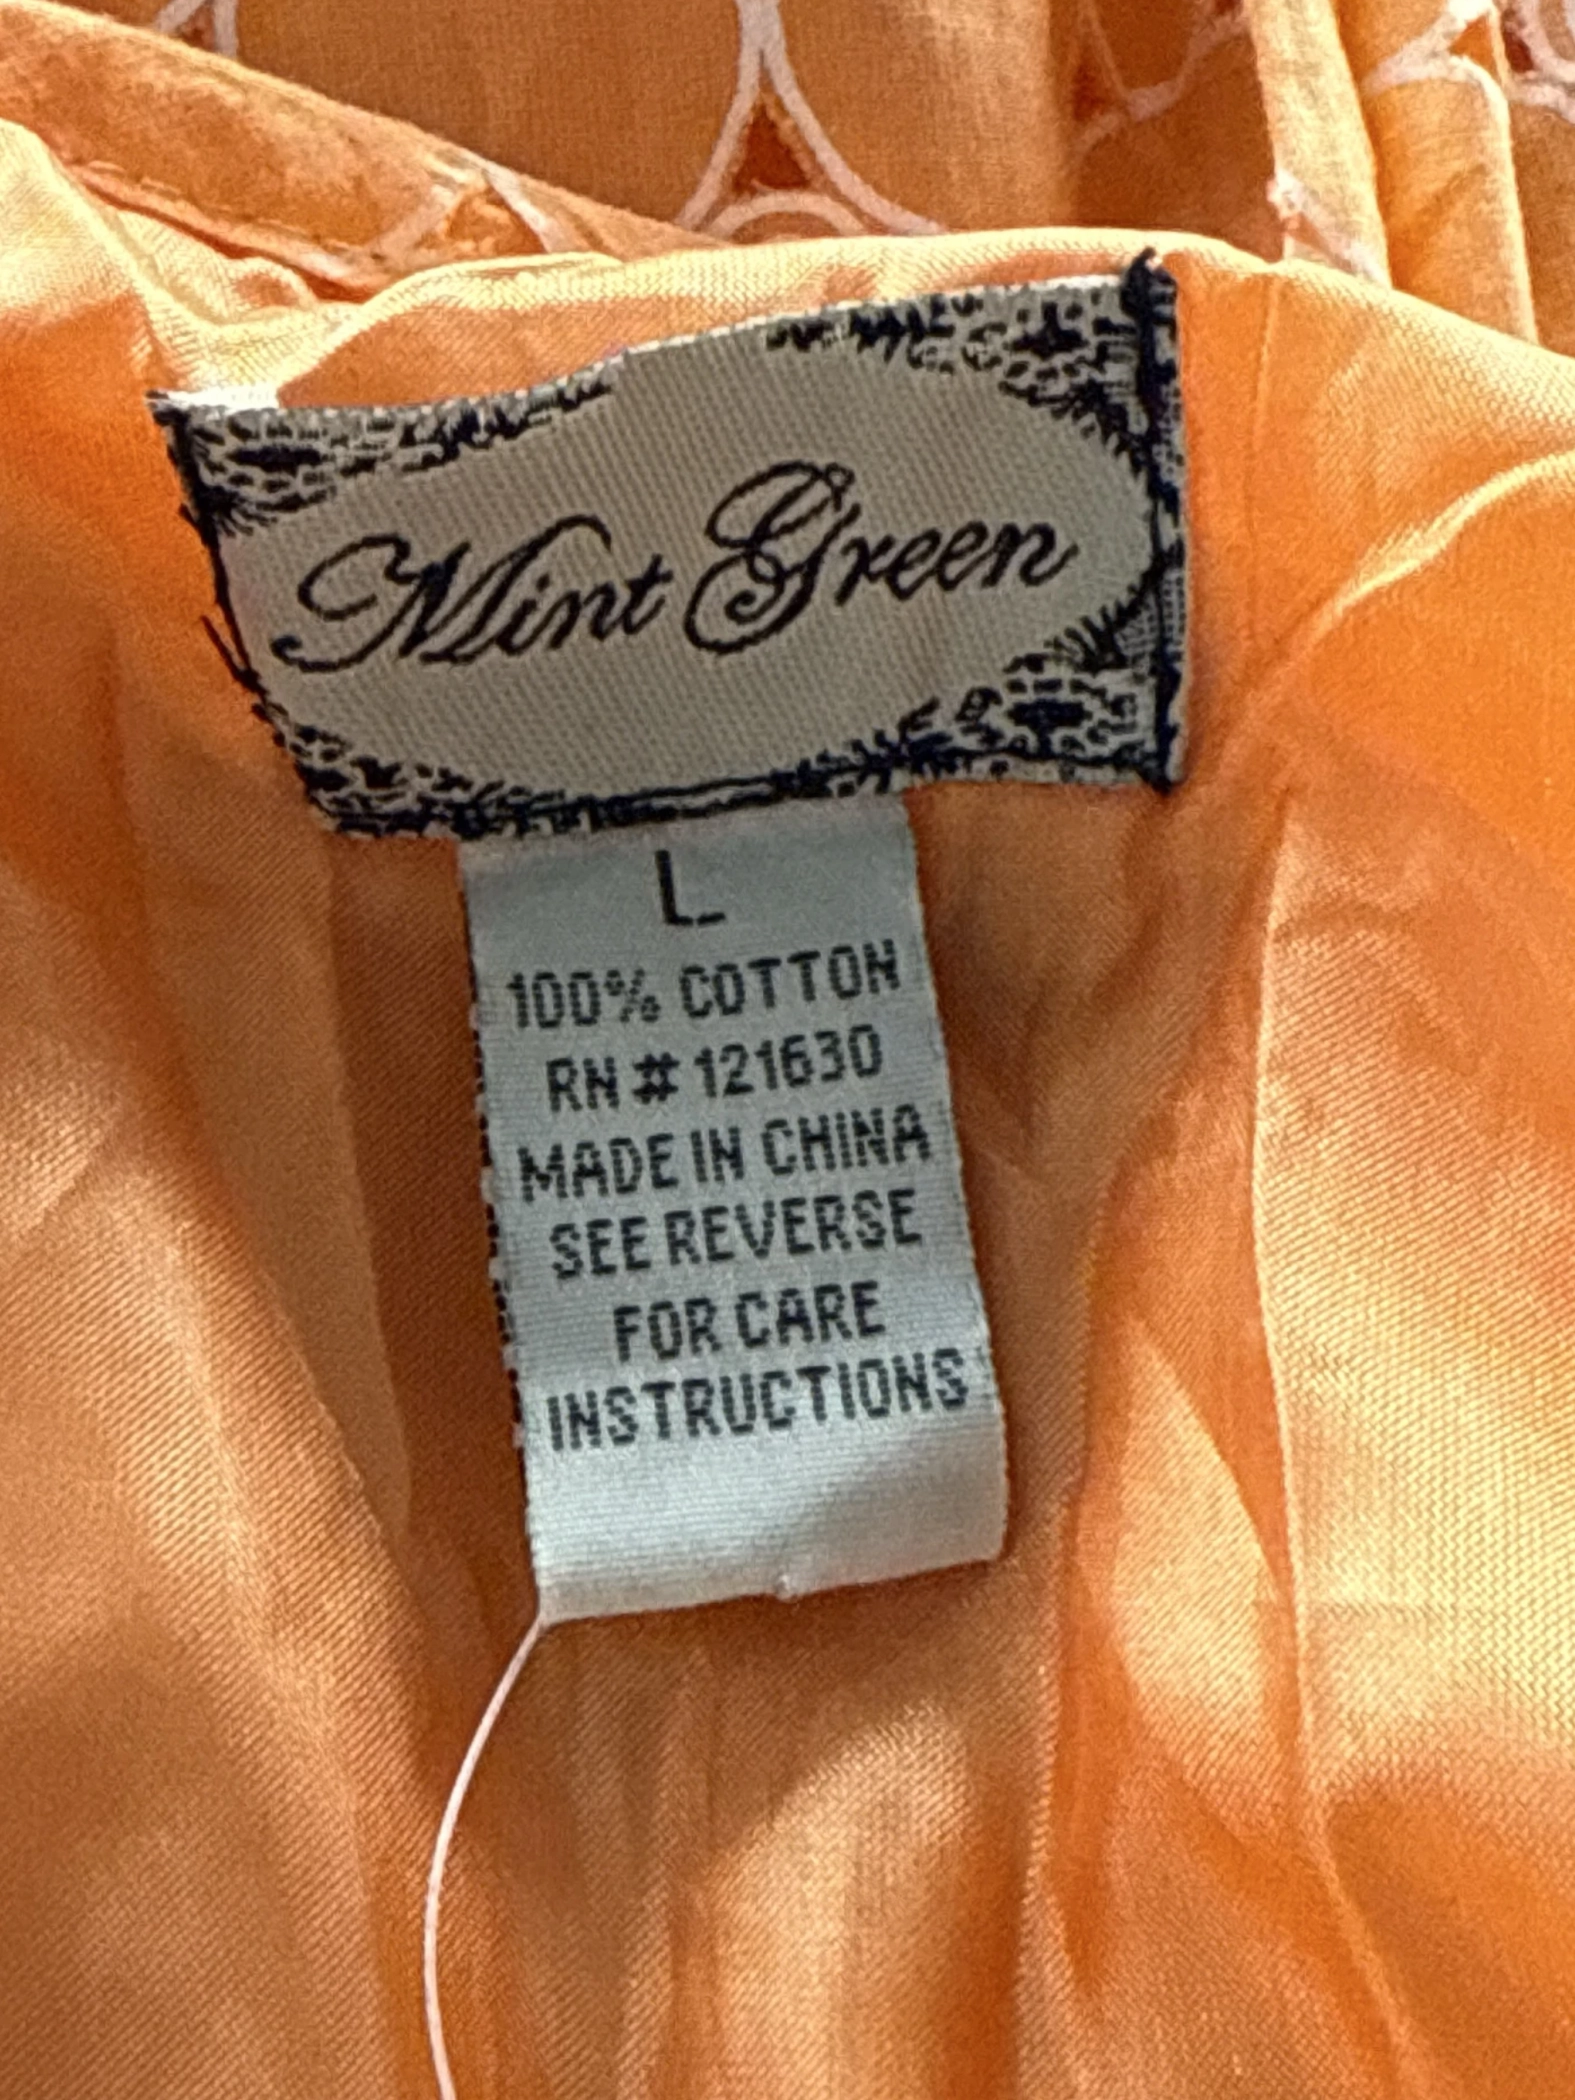 Mint Green
L
100% COTTON
RN # 121630
MADE IN CHINA
SEE REVERSE
FOR CARE
INSTRUCTIONS